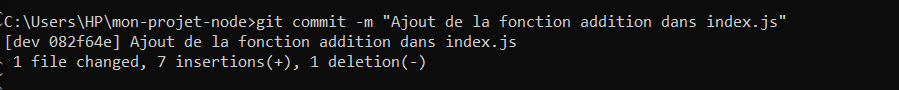 C:\Users\HP\mon-projet-node>git commit -m "Ajout de la fonction addition dans index.js"
[dev 082f64e] Ajout de la fonction addition dans index.js
 1 file changed, 7 insertions(+), 1 deletion(-)